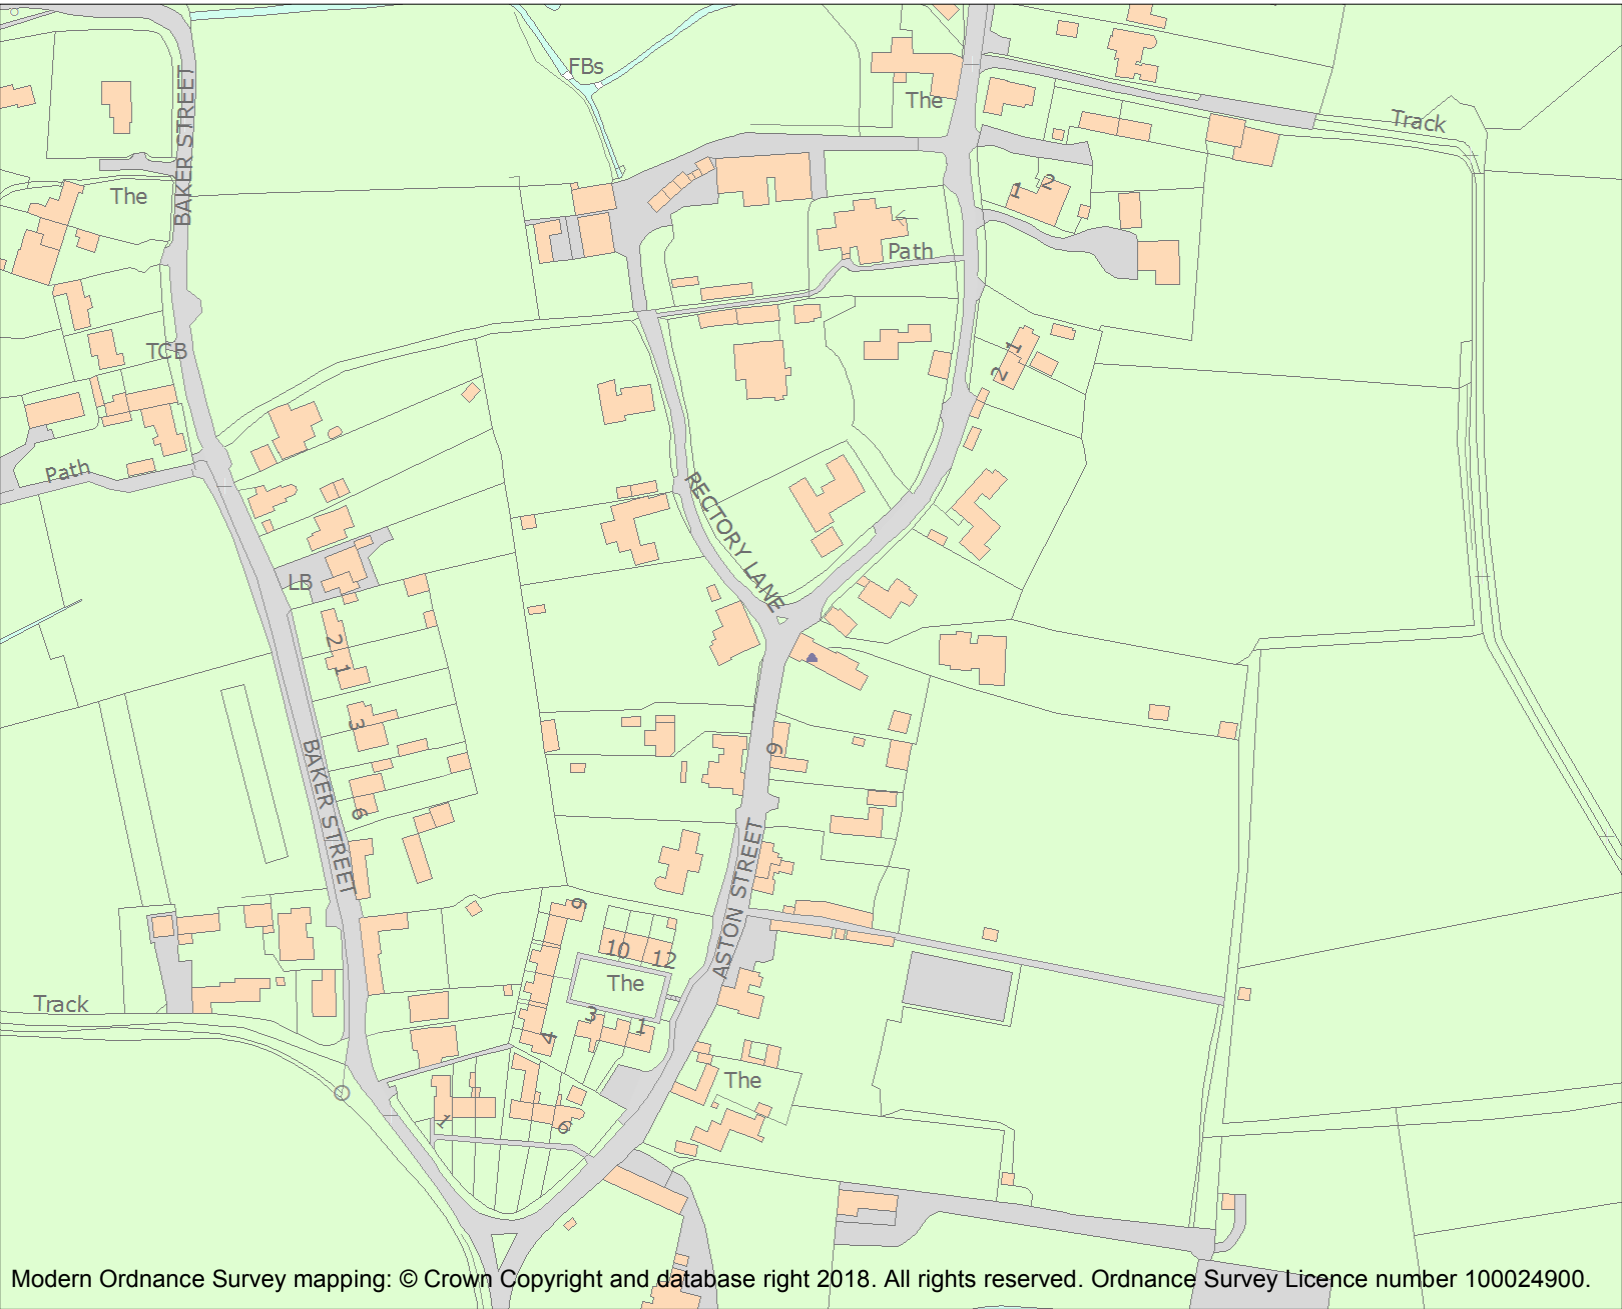 FBs
The
Track
BAKER STREET
The
1
2
Path
TCB
1
2
Path
RECTORY LANE
LB
2
1
3
BAKER STREET
6
9
ASTON STREET
9
10
12
The
3
1
4
Track
The
1
6
Modern Ordnance Survey mapping: © Crown Copyright and database right 2018. All rights reserved. Ordnance Survey Licence number 100024900.